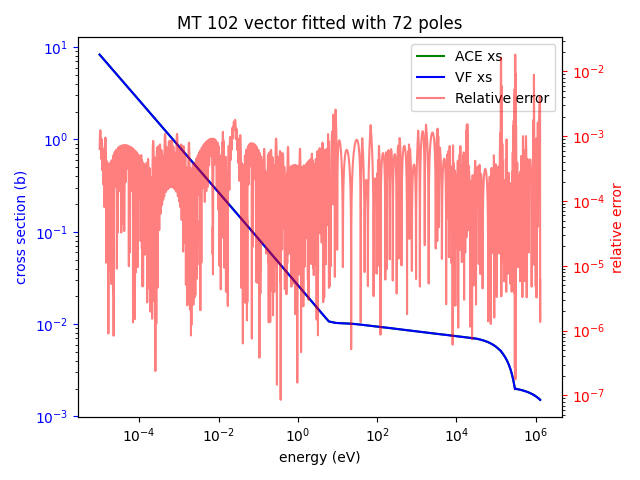 MT 102 vector fitted with 72 poles
ACE xs
VF xs
Relative error
cross section (b)
10^1
10^0
10^-1
10^-2
10^-3
10^-2
10^-3
10^-4
10^-5
10^-6
10^-7
relative error
10^-4
10^-2
10^0
10^2
10^4
10^6
energy (eV)